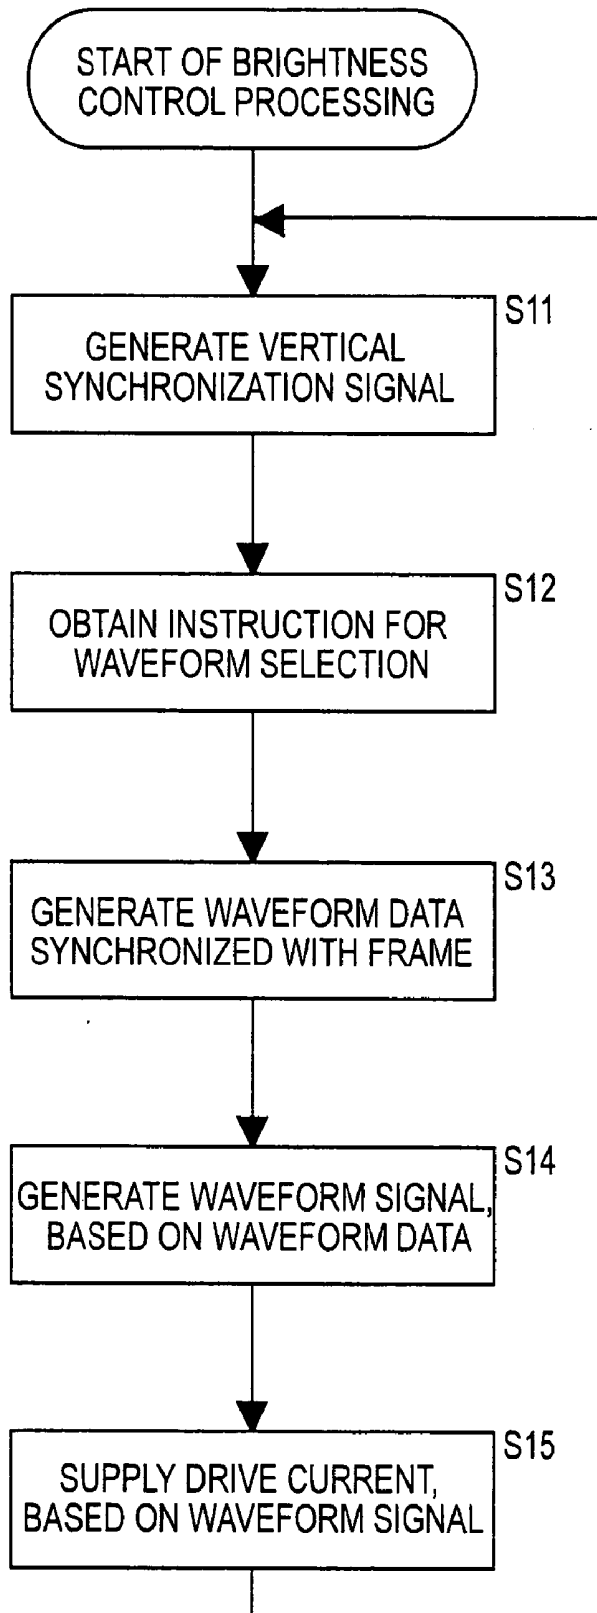 START OF BRIGHTNESS
CONTROL PROCESSING
S11
GENERATE VERTICAL
SYNCHRONIZATION SIGNAL
S12
OBTAIN INSTRUCTION FOR
WAVEFORM SELECTION
S13
GENERATE WAVEFORM DATA
SYNCHRONIZED WITH FRAME
S14
GENERATE WAVEFORM SIGNAL,
BASED ON WAVEFORM DATA
S15
SUPPLY DRIVE CURRENT,
BASED ON WAVEFORM SIGNAL